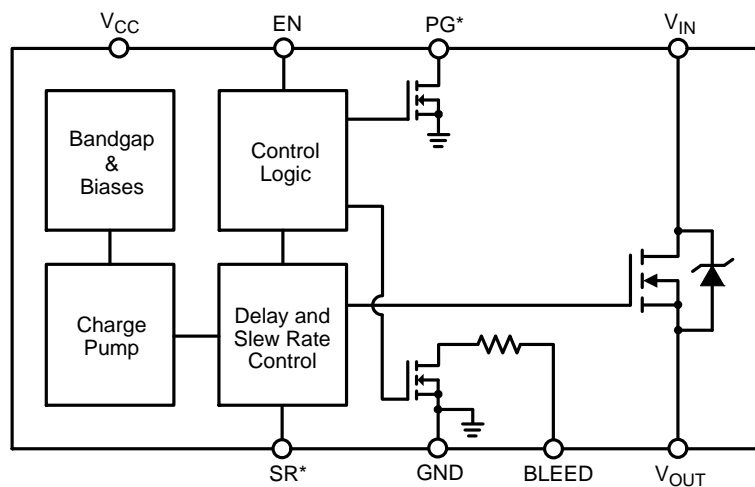 VCC
EN
PG*
VIN
Bandgap
&
Biases
Control
Logic
Charge
Pump
Delay and
Slew Rate
Control
SR*
GND
BLEED
VOUT